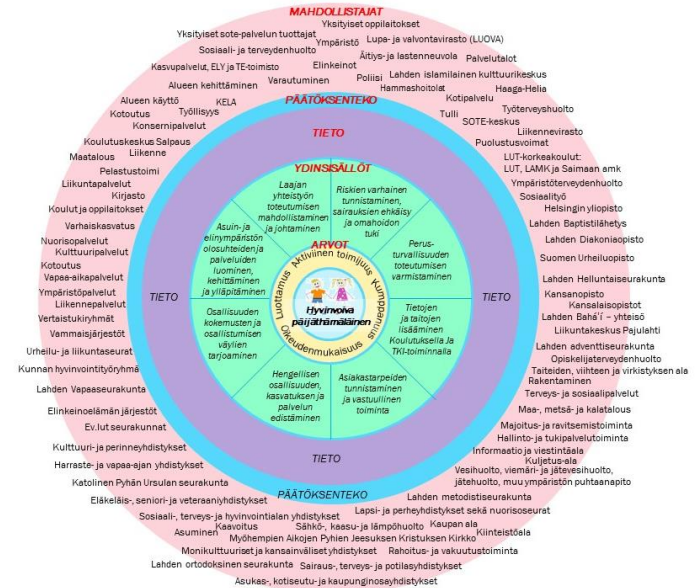 MAHDOLLISTAJAT
Yksityiset oppilaitokset
Yksityiset sote-palvelun tuottajat
Ympäristö
Lupa- ja valvontavirasto (LUOVA)
Sosiaali- ja terveydenhuolto
Äitiys- ja lastenneuvola
Palvelutalot
Kasvupalvelut, ELY ja TE-toimisto
Elinkeinot
Poliisi
Lahden islamilainen kulttuurikeskus
Varautuminen
Alueen kehittäminen
Hammashoitolat
Haaga-Helia
Alueen käyttö
KELA
PÄÄTÖKSENTEKO
Kotipalvelu
Työterveyshuolto
Kotoutus
Työllisyys
Tulli
SOTE-keskus
Konsernipalvelut
Liikennevirasto
Koulutuskeskus Salpaus
TIETO
Puolustusvoimat
Liikenne
Maatalous
LUT-korkeakoulut:
LUT, LAMK ja Saimaan amk
Pelastustoimi
YDINSISÄLLÖT
Liikuntapalvelut
Ympäristöterveydenhuolto
Kirjasto
Sosiaalityö
Koulut ja oppilaitokset
Helsingin yliopisto
Varhaiskasvatus
Lahden Baptistilähetys
Nuorisopalvelut
Lahden Diakoniaopisto
Kulttuuripalvelut
Suomen Urheiluopisto
Kotoutus
Vapaa-aikapalvelut
Lahden Helluntaiseurakunta
Ympäristöpalvelut
Kansanopisto
Liikennepalvelut
Kansalaisopistot
Vertaistukiryhmät
Lahden Bahá'í – yhteisö
Vammaisjärjestöt
Liikuntakeskus Pajulahti
Urheilu- ja liikuntaseurat
Lahden adventtiseurakunta
Opiskelijaterveydenhuolto
Kunnan hyvinvointityöryhmä
Taiteiden, viihteen ja virkistyksen ala
Rakentaminen
Lahden Vapaaseurakunta
Terveys- ja sosiaalipalvelut
Elinkeinoelämän järjestöt
Maa-, metsä- ja kalatalous
Ev.lut seurakunnat
Majoitus- ja ravitsemistoiminta
Hallinto- ja tukipalvelutoiminta
Kulttuuri- ja perinneyhdistykset
Informaatio ja viestintäala
Kuljetus-ala
Harraste- ja vapaa-ajan yhdistykset
Vesihuolto, viemäri- ja jätevesihuolto,
jätehuolto, muu ympäristön puhtaanapito
Katolinen Pyhän Ursulan seurakunta
Eläkeläis-, seniori- ja veteraaniyhdistykset
Lahden metodistiseurakunta
Lapsi- ja perheyhdistykset sekä nuorisoseurat
Sosiaali-, terveys- ja hyvinvointialan yhdistykset
Kaavoitus
Sähkö-, kaasu- ja lämpöhuolto
Kaupan ala
Asuminen
Kiinteistöala
Myöhempien Aikojen Pyhien Jeesuksen Kristuksen Kirkko
Monikulttuuriset ja kansainväliset yhdistykset
Rahoitus- ja vakuutustoiminta
Lahden ortodoksinen seurakunta
Sairaus-, terveys- ja potilasyhdistykset
Asukas-, kotiseutu- ja kaupunginosayhdistykset
Laajan
yhteistyön
toteutumisen
mahdollistaminen
ja johtaminen
Riskien varhainen
tunnistaminen,
sairauksien ehkäisy
ja omahoidon
tuki
Asuin- ja
elinympäristön
olosuhteiden ja
palveluiden
luominen,
kehittäminen
ja ylläpitäminen
Perus-
turvallisuuden
toteutumisen
varmistaminen
ARVOT
Luottamus
Aktiivinen toimijuus
Kumppanuus
Oikeudenmukaisuus
Hyvinvoiva
päijäthämäläinen
TIETO
TIETO
Osallisuuden
kokemusten ja
osallistumisen
väylien
tarjoaminen
Tietojen
ja taitojen
lisääminen
Koulutuksella Ja
TKI-toiminnalla
Hengellisen
osallisuuden,
kasvatuksen ja
palvelun
edistäminen
Asiakastarpeiden
tunnistaminen
ja vastuullinen
toiminta
TIETO
PÄÄTÖKSENTEKO